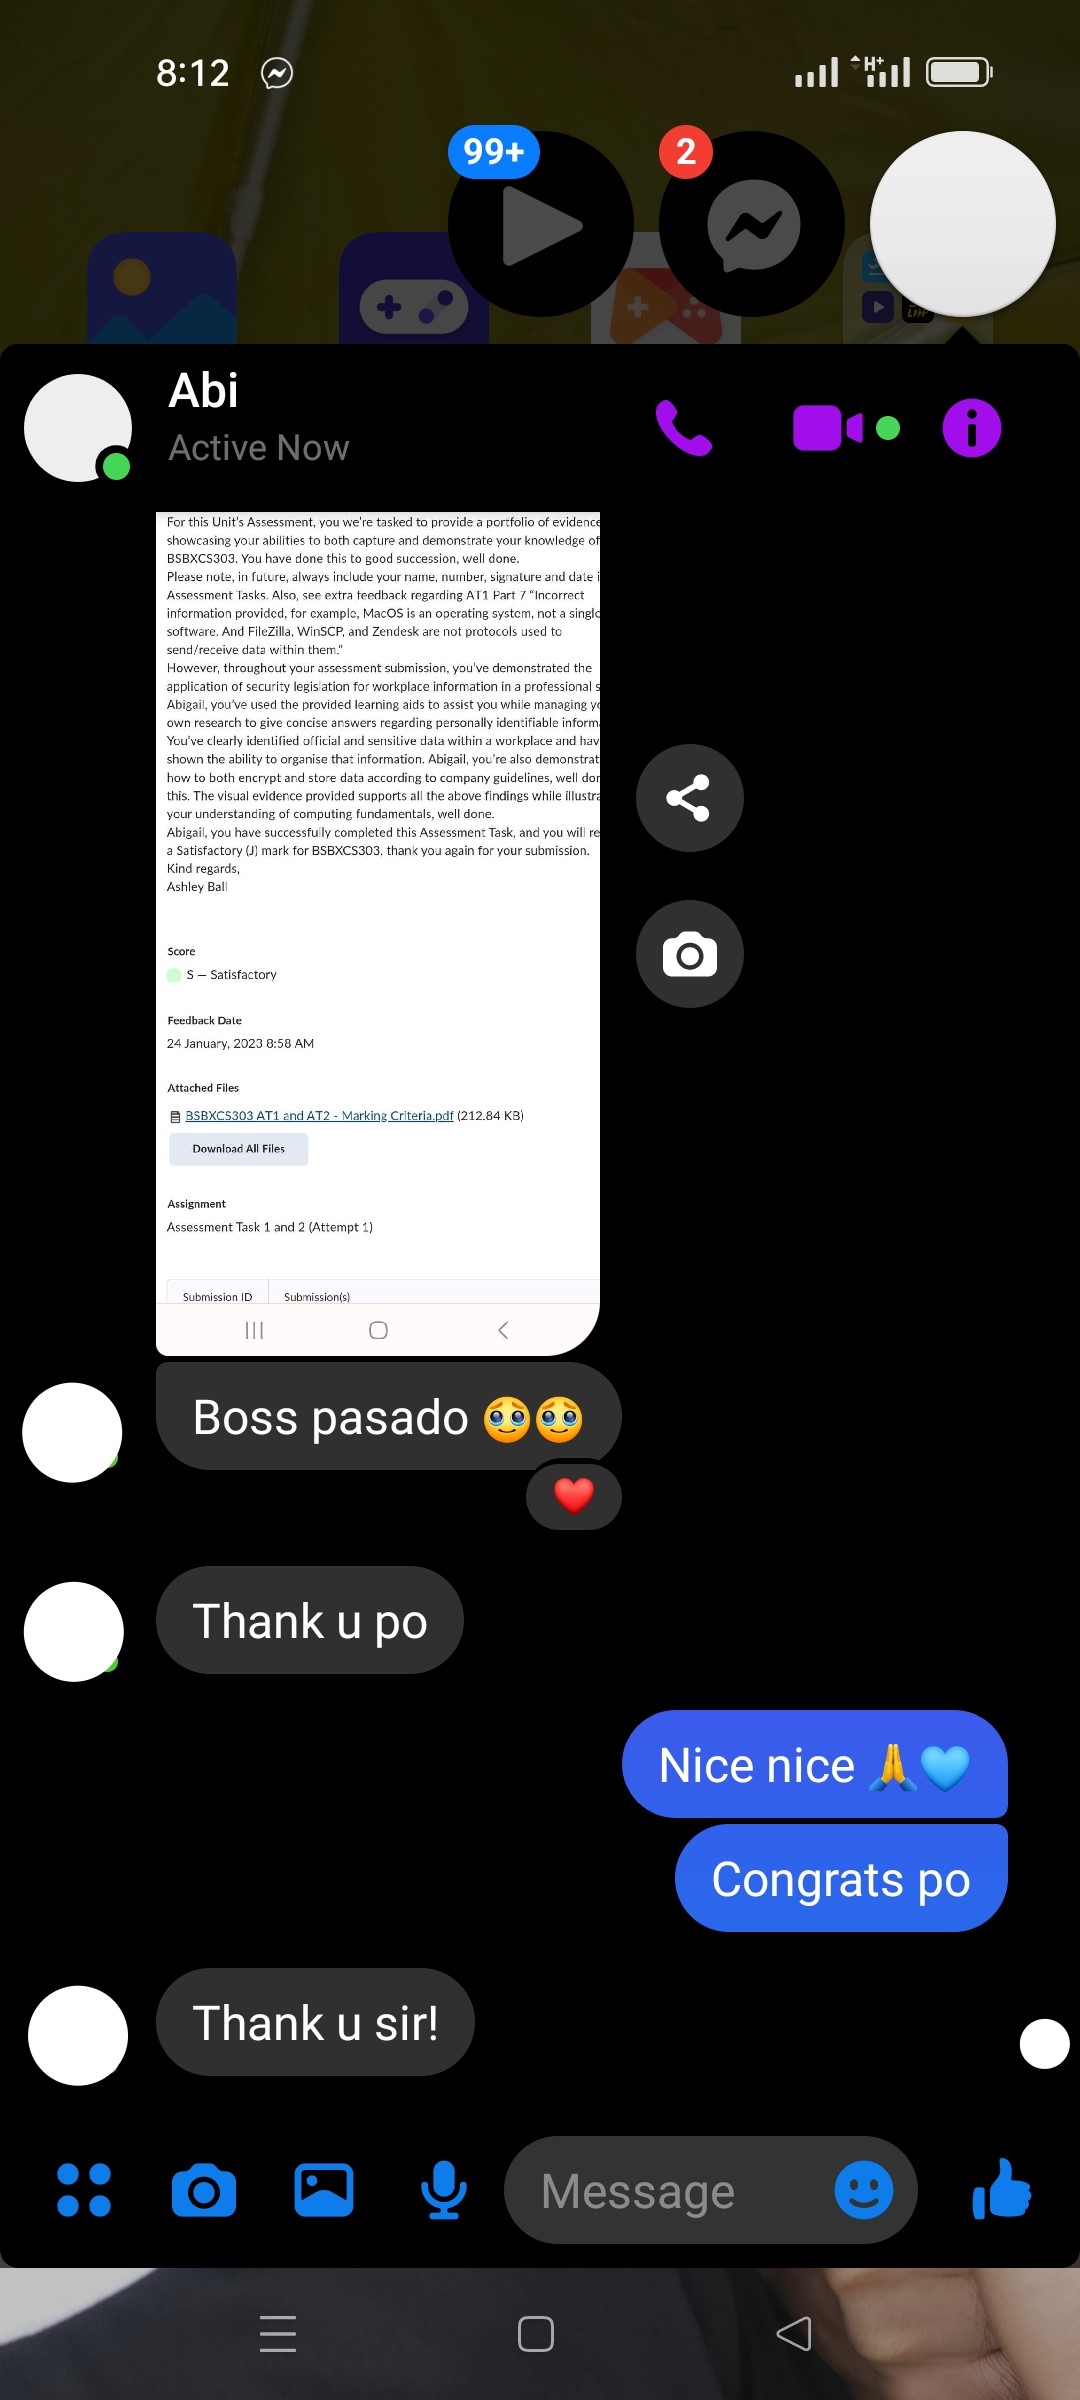 8:12
H+
99+
2
Abi
Active Now
For this Unit's Assessment, you we're tasked to provide a portfolio of evidence
showcasing your abilities to both capture and demonstrate your knowledge of
BSBXCS303. You have done this to good succession, well done.
Please note, in future, always include your name, number, signature and date i
Assessment Tasks. Also, see extra feedback regarding AT1 Part 7 "Incorrect
information provided, for example, MacOS is an operating system, not a single
software. And FileZilla, WinSCP, and Zendesk are not protocols used to
send/receive data within them."
However, throughout your assessment submission, you've demonstrated the
application of security legislation for workplace information in a professional s
Abigail, you've used the provided learning aids to assist you while managing yo
own research to give concise answers regarding personally identifiable informa
You've clearly identified official and sensitive data within a workplace and hav
shown the ability to organise that information. Abigail, you're also demonstrat
how to both encrypt and store data according to company guidelines, well don
this. The visual evidence provided supports all the above findings while illustra
your understanding of computing fundamentals, well done.
Abigail, you have successfully completed this Assessment Task, and you will re
a Satisfactory (J) mark for BSBXCS303, thank you again for your submission.
Kind regards,
Ashley Ball
Score
S — Satisfactory
Feedback Date
24 January, 2023 8:58 AM
Attached Files
BSBXCS303 AT1 and AT2 - Marking Criteria.pdf (212.84 KB)
Download All Files
Assignment
Assessment Task 1 and 2 (Attempt 1)
Submission ID Submission(s)
Boss pasado 🥹🥹
❤️
Thank u po
Nice nice 🙏💙
Congrats po
Thank u sir!
Message